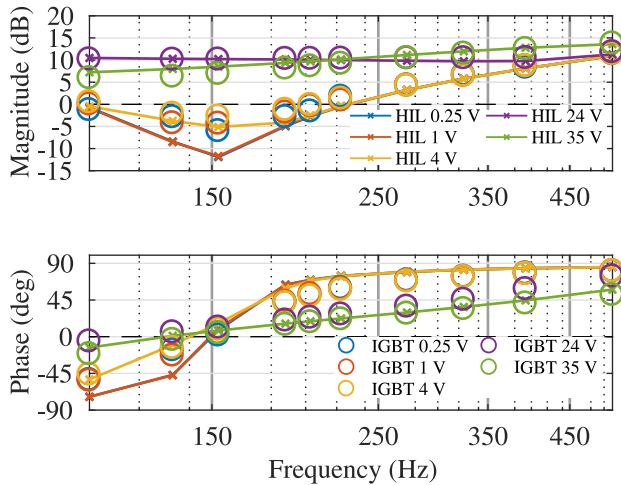 Magnitude (dB)
20
15
10
5
0
-5
-10
-15
HIL 0.25 V
HIL 1 V
HIL 4 V
HIL 24 V
HIL 35 V
150
250
350
450
Phase (deg)
90
45
0
-45
-90
IGBT 0.25 V
IGBT 1 V
IGBT 4 V
IGBT 24 V
IGBT 35 V
150
250
350
450
Frequency (Hz)